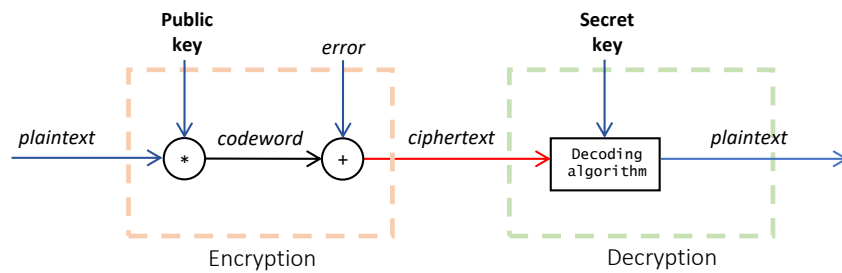 Public
key
error
Secret
key
plaintext
codeword
ciphertext
plaintext
*
+
Decoding
algorithm
Encryption
Decryption